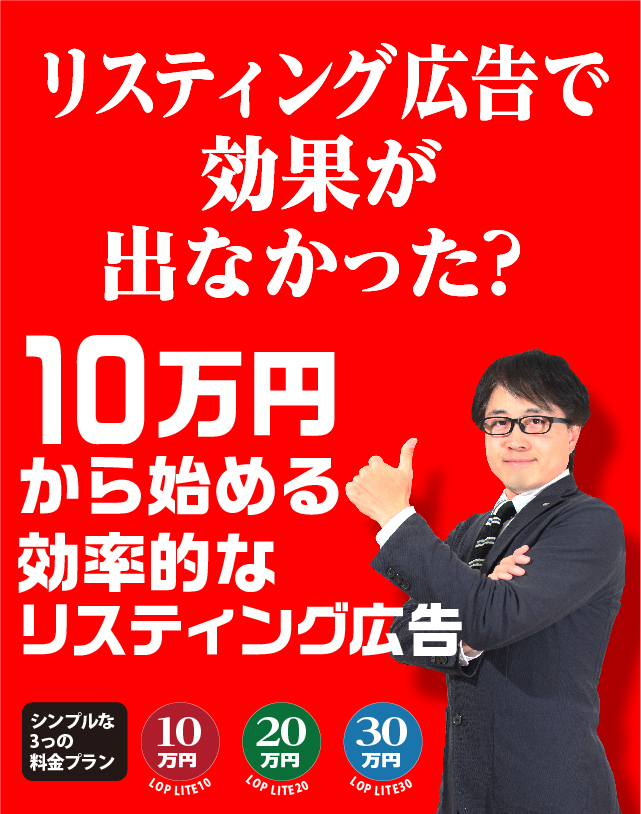 リスティング広告で
効果が
出なかった?
10万円
から始める
効率的な
リスティング広告
シンプルな
3っの
料金プラン
10
万円
LOP LITE10
20
万円
LOP LITE20
30
万円
LOP LITE30